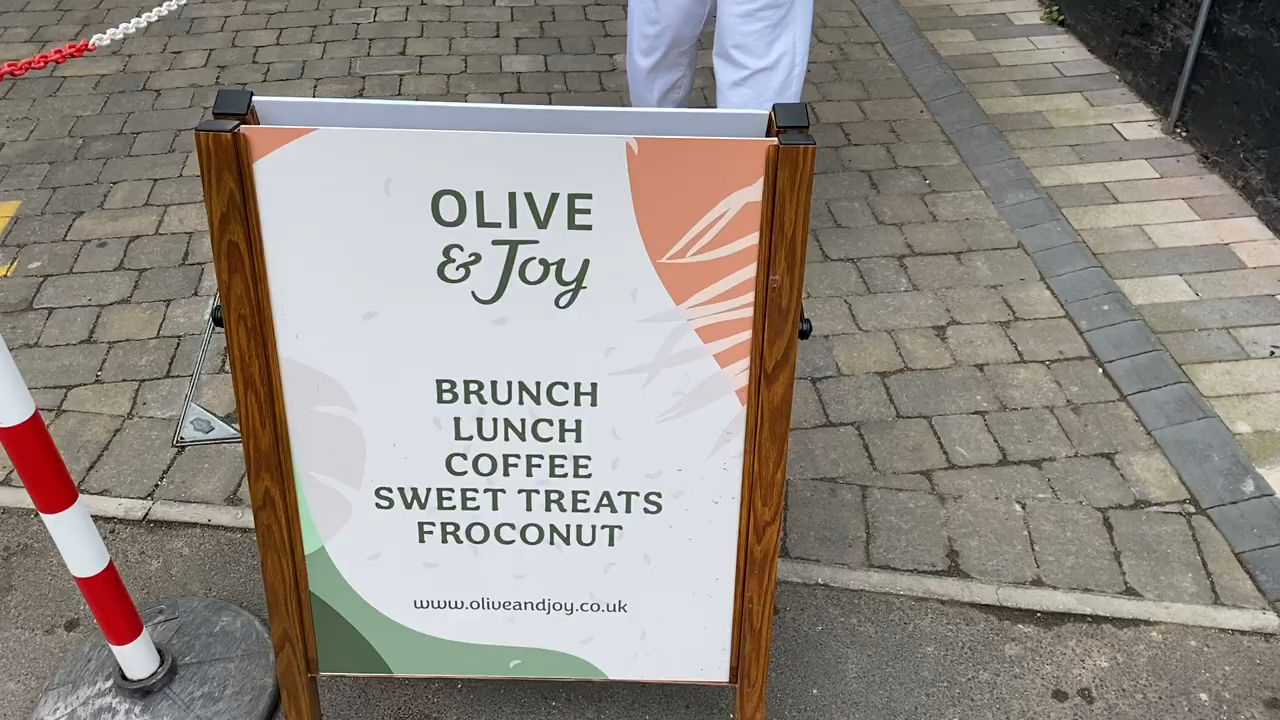 OLIVE
& Joy
BRUNCH
LUNCH
COFFEE
SWEET TREATS
FROCONUT
www.oliveandjoy.co.uk